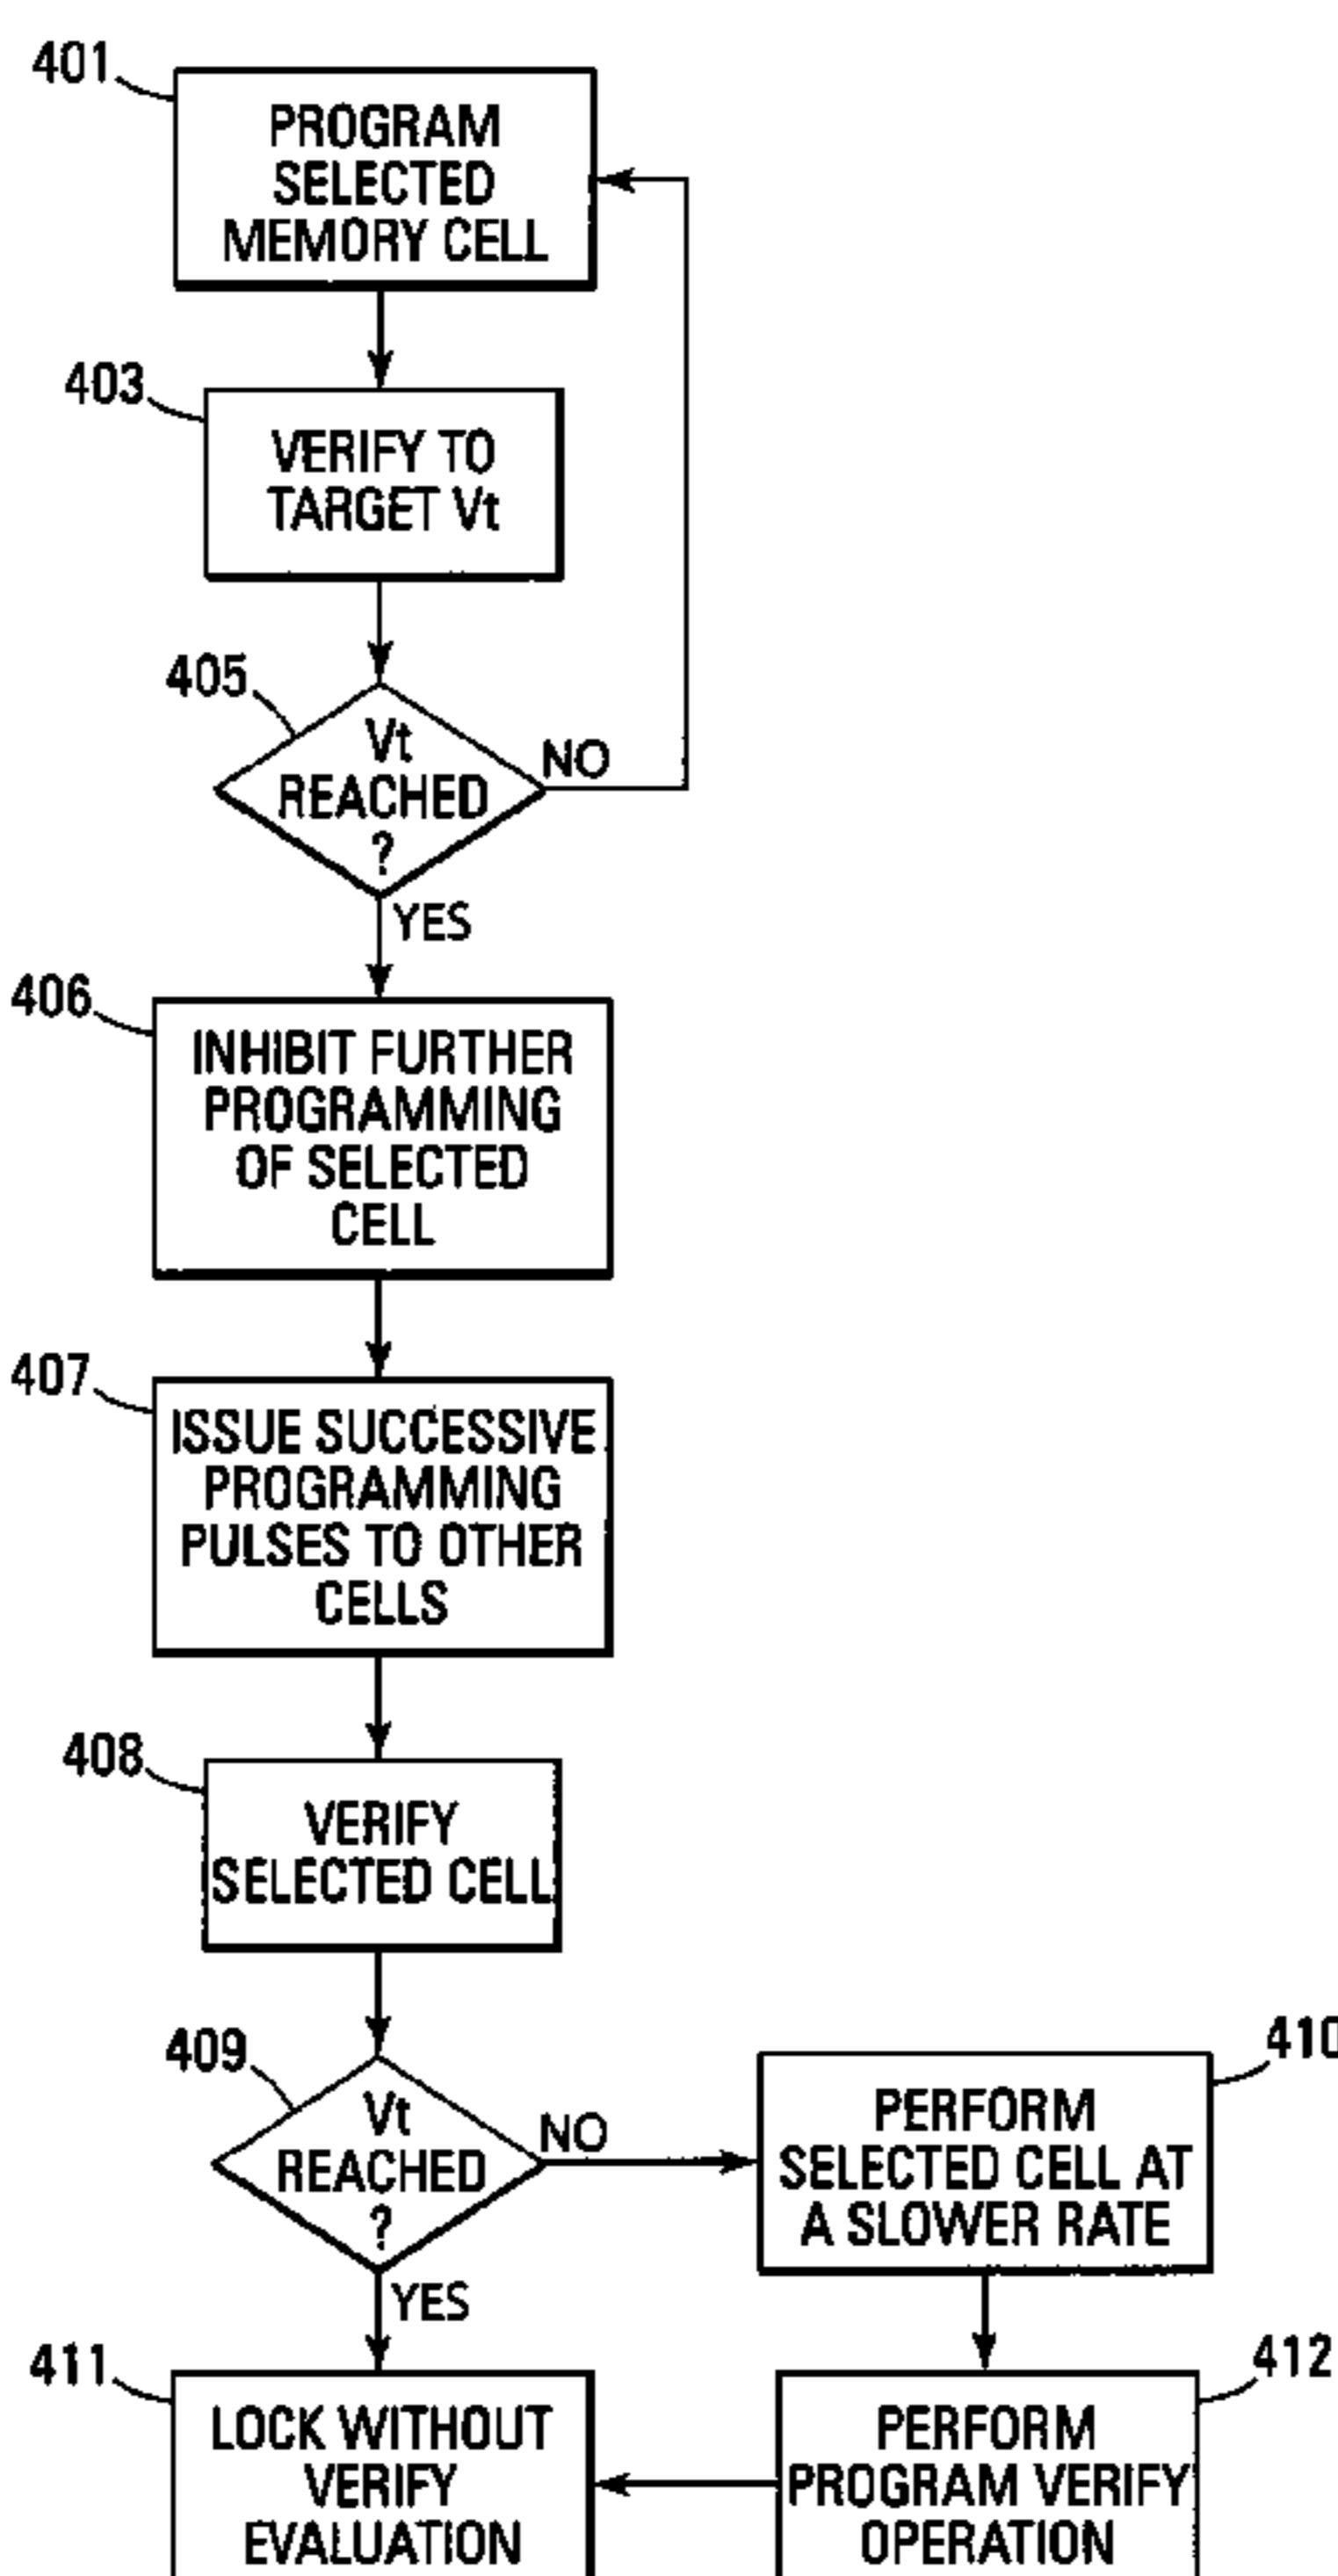 401
PROGRAM
SELECTED
MEMORY CELL
403
VERIFY TO
TARGET Vt
405
Vt
REACHED
?
NO
YES
406
INHIBIT FURTHER
PROGRAMMING
OF SELECTED
CELL
407
ISSUE SUCCESSIVE
PROGRAMMING
PULSES TO OTHER
CELLS
408
VERIFY
SELECTED CELL
409
Vt
REACHED
?
NO
YES
410
PERFORM
SELECTED CELL AT
A SLOWER RATE
411
LOCK WITHOUT
VERIFY
EVALUATION
412
PERFORM
PROGRAM VERIFY
OPERATION